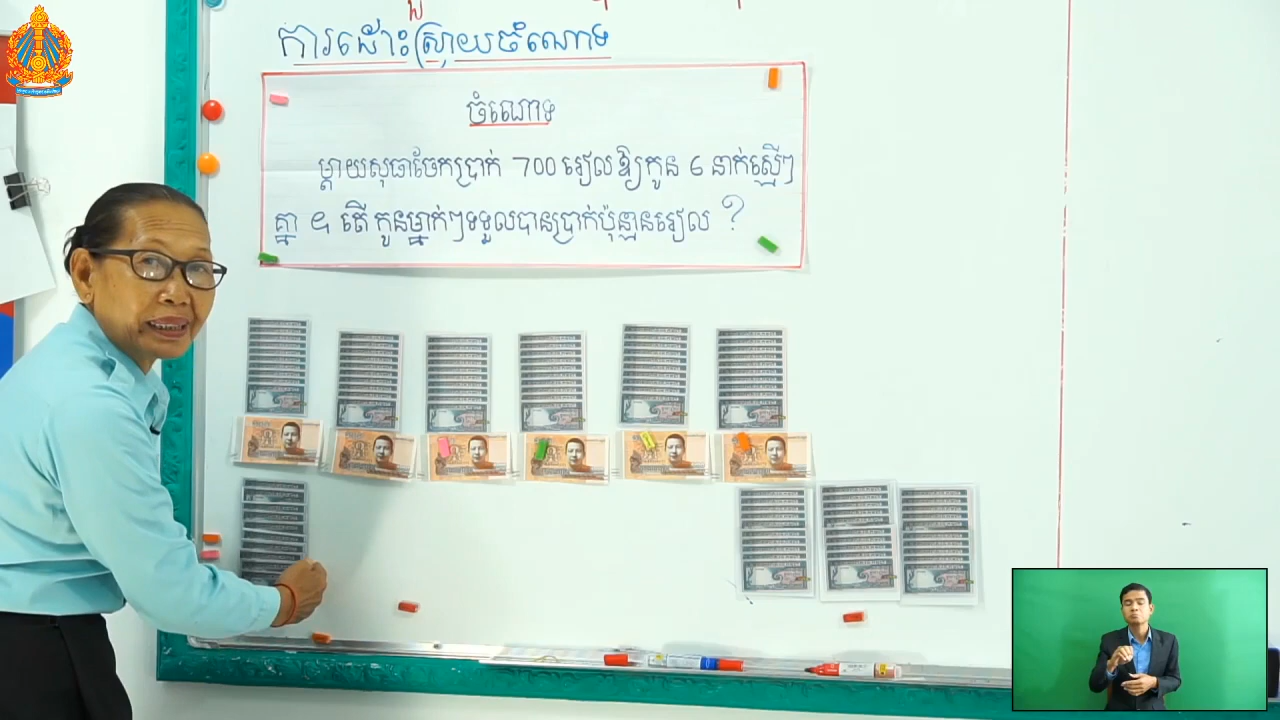 ការដោះស្រាយចំណោទ
ចំណោទ
ម្តាយសុធាចែកប្រាក់ 700 រៀលឱ្យកូន ៤ នាក់ស្មើៗ
គ្នា ។ តើ កូនម្នាក់ៗទទួលបានប្រាក់ប៉ុន្មានរៀល ?